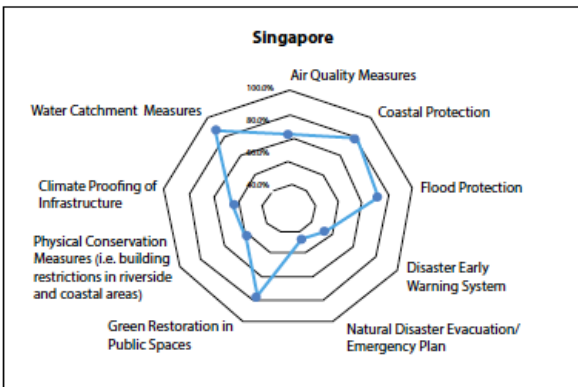 Singapore
Air Quality Measures
100.0%
Water Catchment Measures
Coastal Protection
80.0%
60.0%
Climate Proofing of
Infrastructure
40.0%
Flood Protection
Physical Conservation
Measures (i.e. building
restrictions in riverside
and coastal areas)
Disaster Early
Warning System
Green Restoration in
Public Spaces
Natural Disaster Evacuation/
Emergency Plan